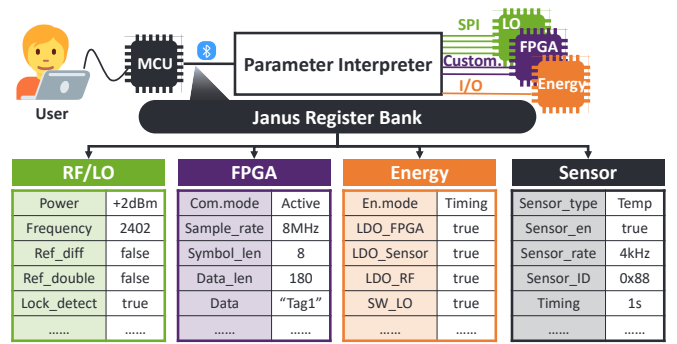 SPI
LO
MCU
Parameter Interpreter
FPGA
Custom.
I/O
Energy
User
Janus Register Bank
RF/LO
Power +2dBm
Frequency 2402
Ref_diff false
Ref_double false
Lock_detect true
...... ......
FPGA
Com.mode Active
Sample_rate 8MHz
Symbol_len 8
Data_len 180
Data “Tag1”
...... ......
Energy
En.mode Timing
LDO_FPGA true
LDO_Sensor true
LDO_RF true
SW_LO true
...... ......
Sensor
Sensor_type Temp
Sensor_en true
Sensor_rate 4kHz
Sensor_ID 0x88
Timing 1s
...... ......